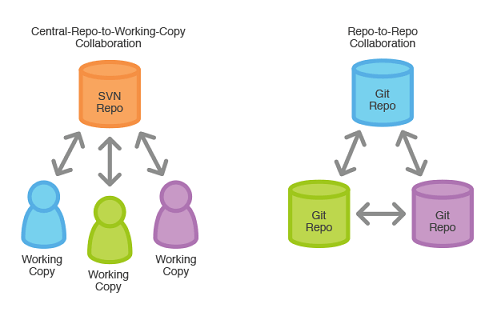 Central-Repo-to-Working-Copy
Collaboration
SVN
Repo
Working
Copy
Working
Copy
Working
Copy
Repo-to-Repo
Collaboration
Git
Repo
Git
Repo
Git
Repo